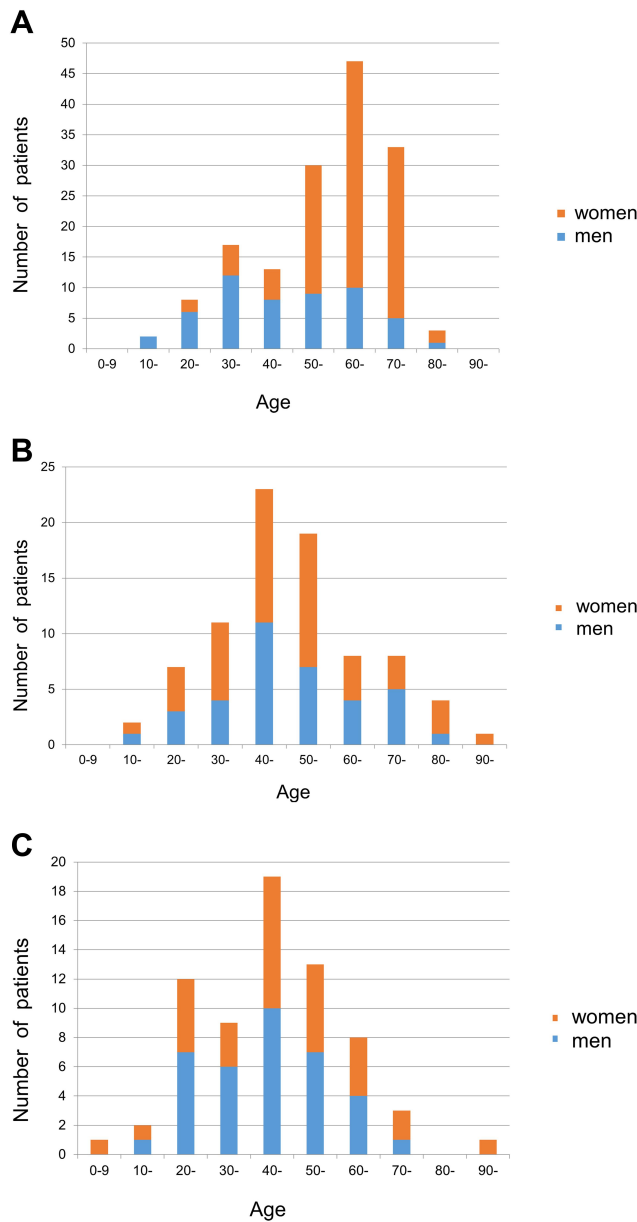 A
Number of patients
50
45
40
35
30
25
20
15
10
5
0
0-9 10- 20- 30- 40- 50- 60- 70- 80- 90-
Age
women
men
B
Number of patients
25
20
15
10
5
0
0-9 10- 20- 30- 40- 50- 60- 70- 80- 90-
Age
women
men
C
Number of patients
20
18
16
14
12
10
8
6
4
2
0
0-9 10- 20- 30- 40- 50- 60- 70- 80- 90-
Age
women
men